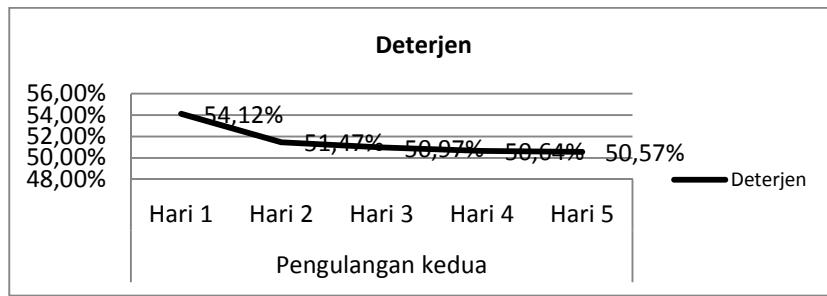 Deterjen
56,00%
54,00%
52,00%
50,00%
48,00%
54,12%
51,47%
50,97%
50,64%
50,57%
Hari 1 Hari 2 Hari 3 Hari 4 Hari 5
Pengulangan kedua
Deterjen